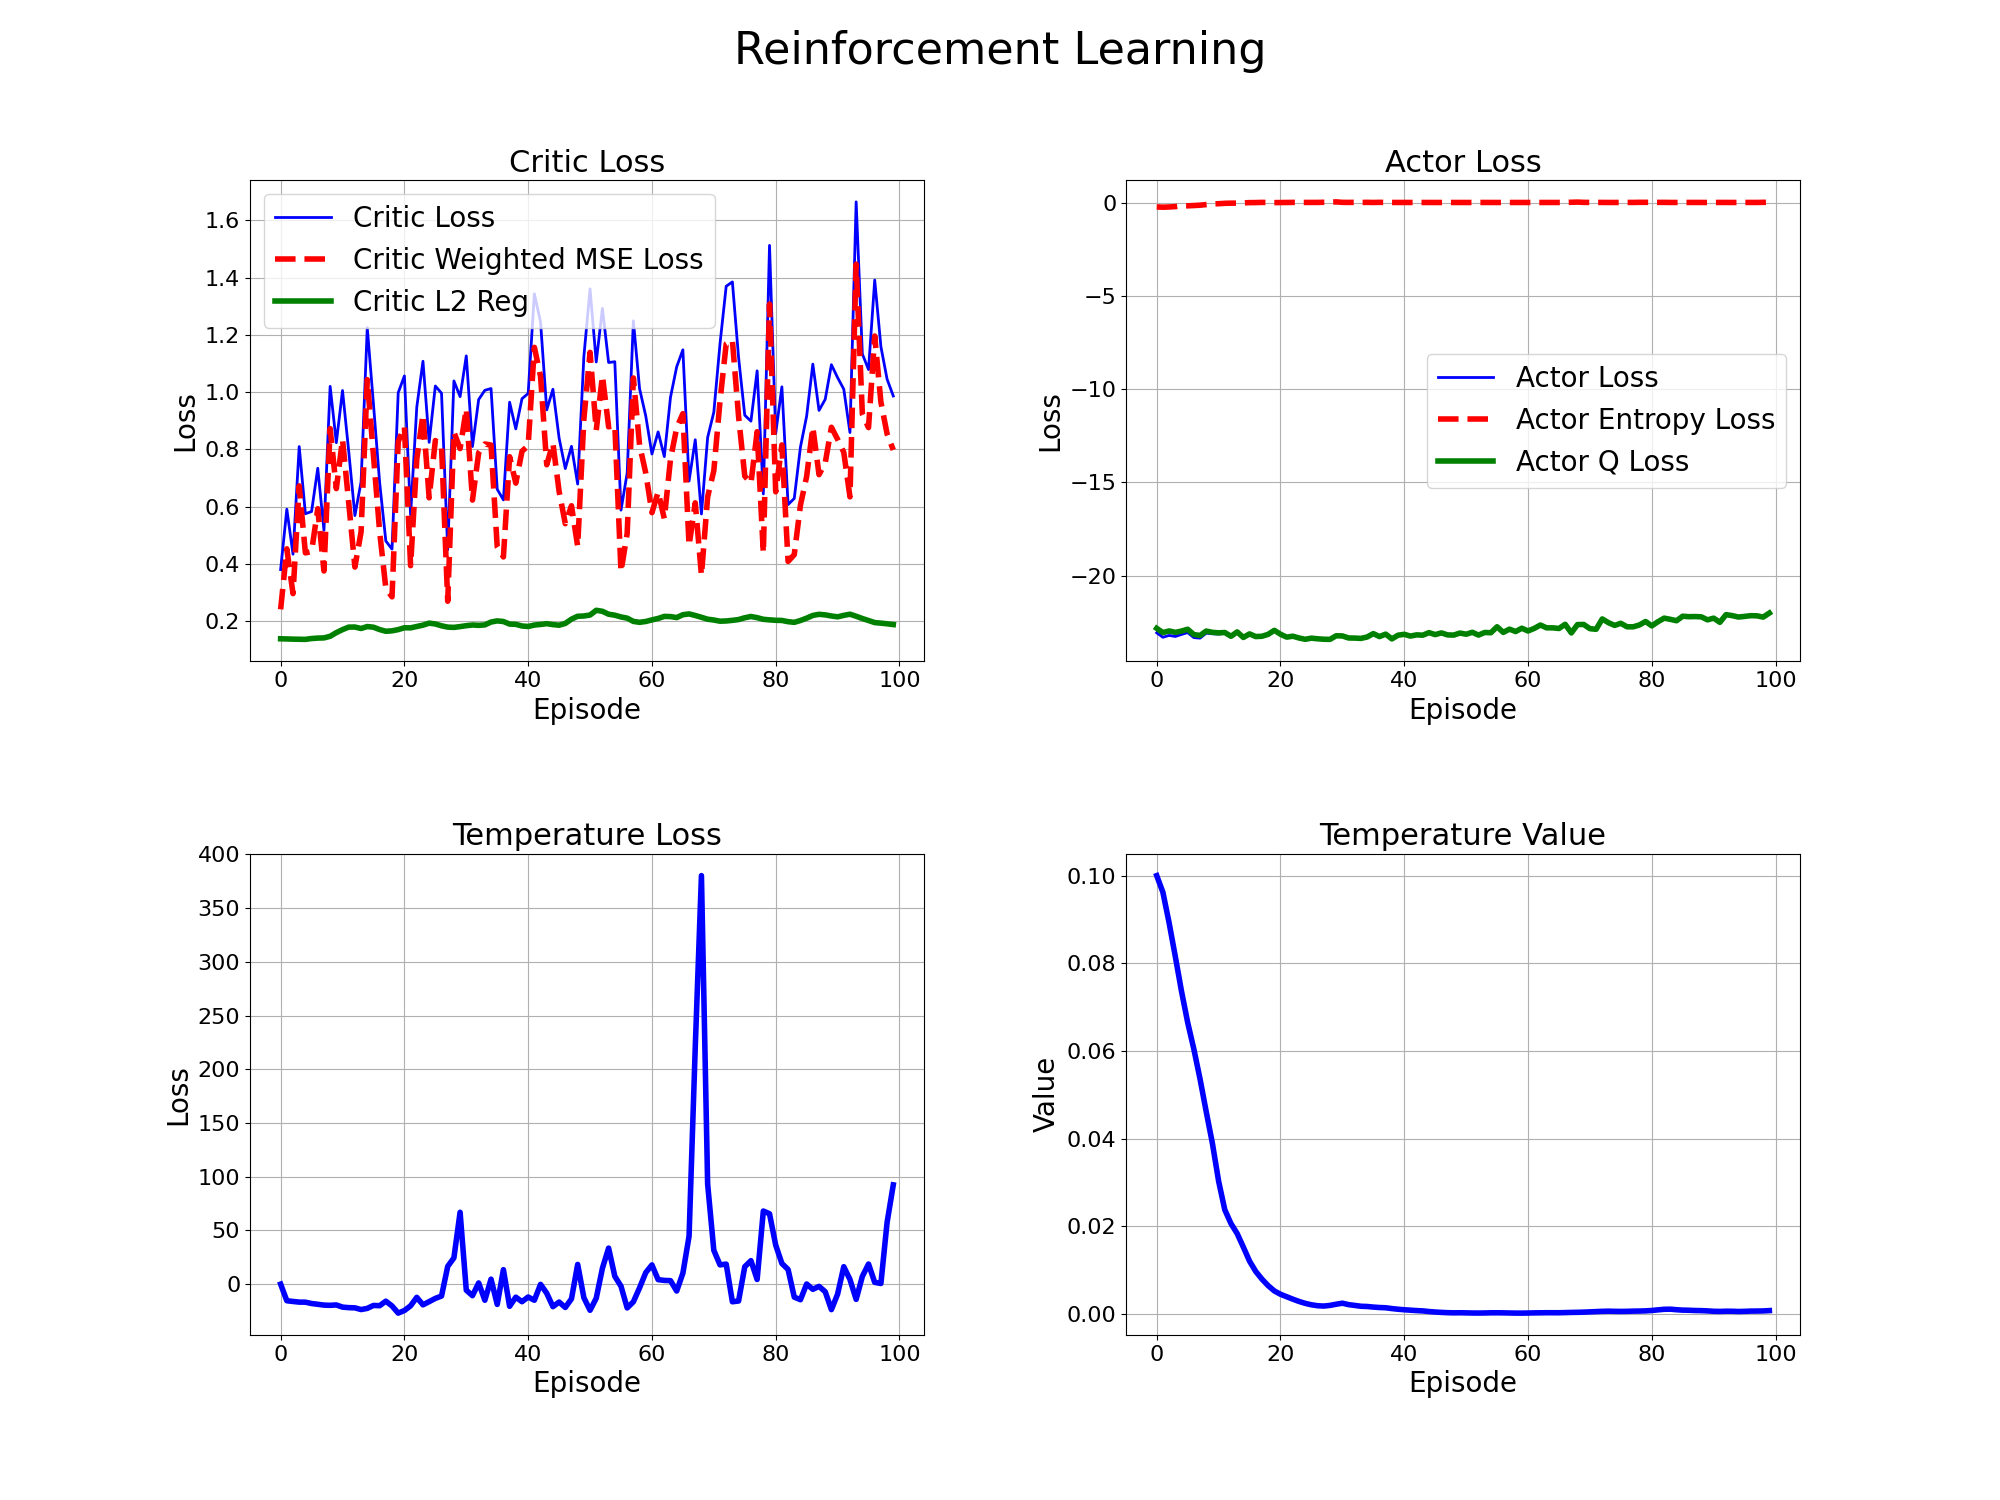 Reinforcement Learning
Critic Loss
Loss
1.6
1.4
1.2
1.0
0.8
0.6
0.4
0.2
Critic Loss
Critic Weighted MSE Loss
Critic L2 Reg
0 20 40 60 80 100
Episode
Actor Loss
Loss
0
−5
−10
−15
−20
Actor Loss
Actor Entropy Loss
Actor Q Loss
0 20 40 60 80 100
Episode
Temperature Loss
Loss
400
350
300
250
200
150
100
50
0
0 20 40 60 80 100
Episode
Temperature Value
Value
0.10
0.08
0.06
0.04
0.02
0.00
0 20 40 60 80 100
Episode